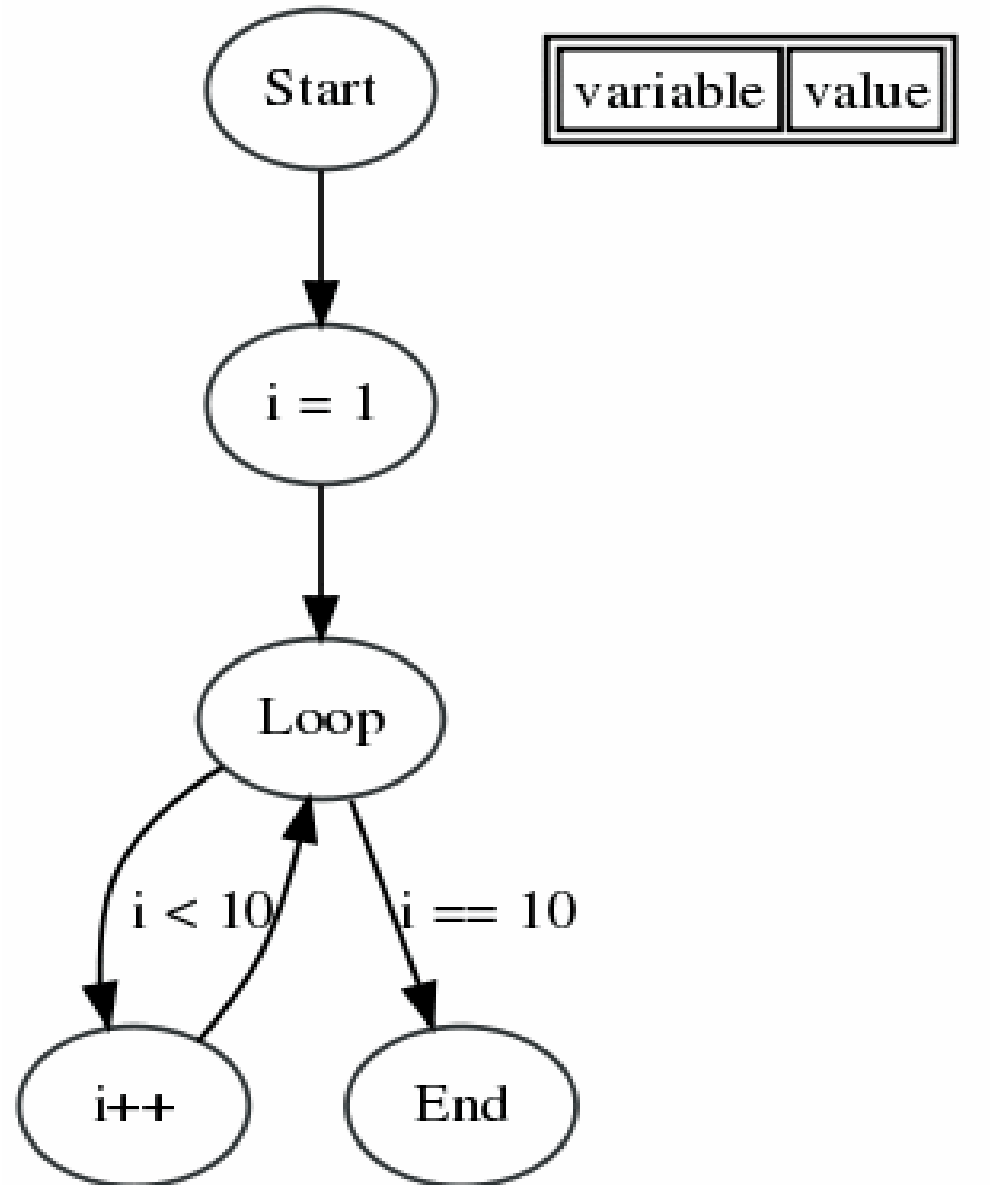 Start
variable value
i = 1
Loop
i < 10
i == 10
i++
End